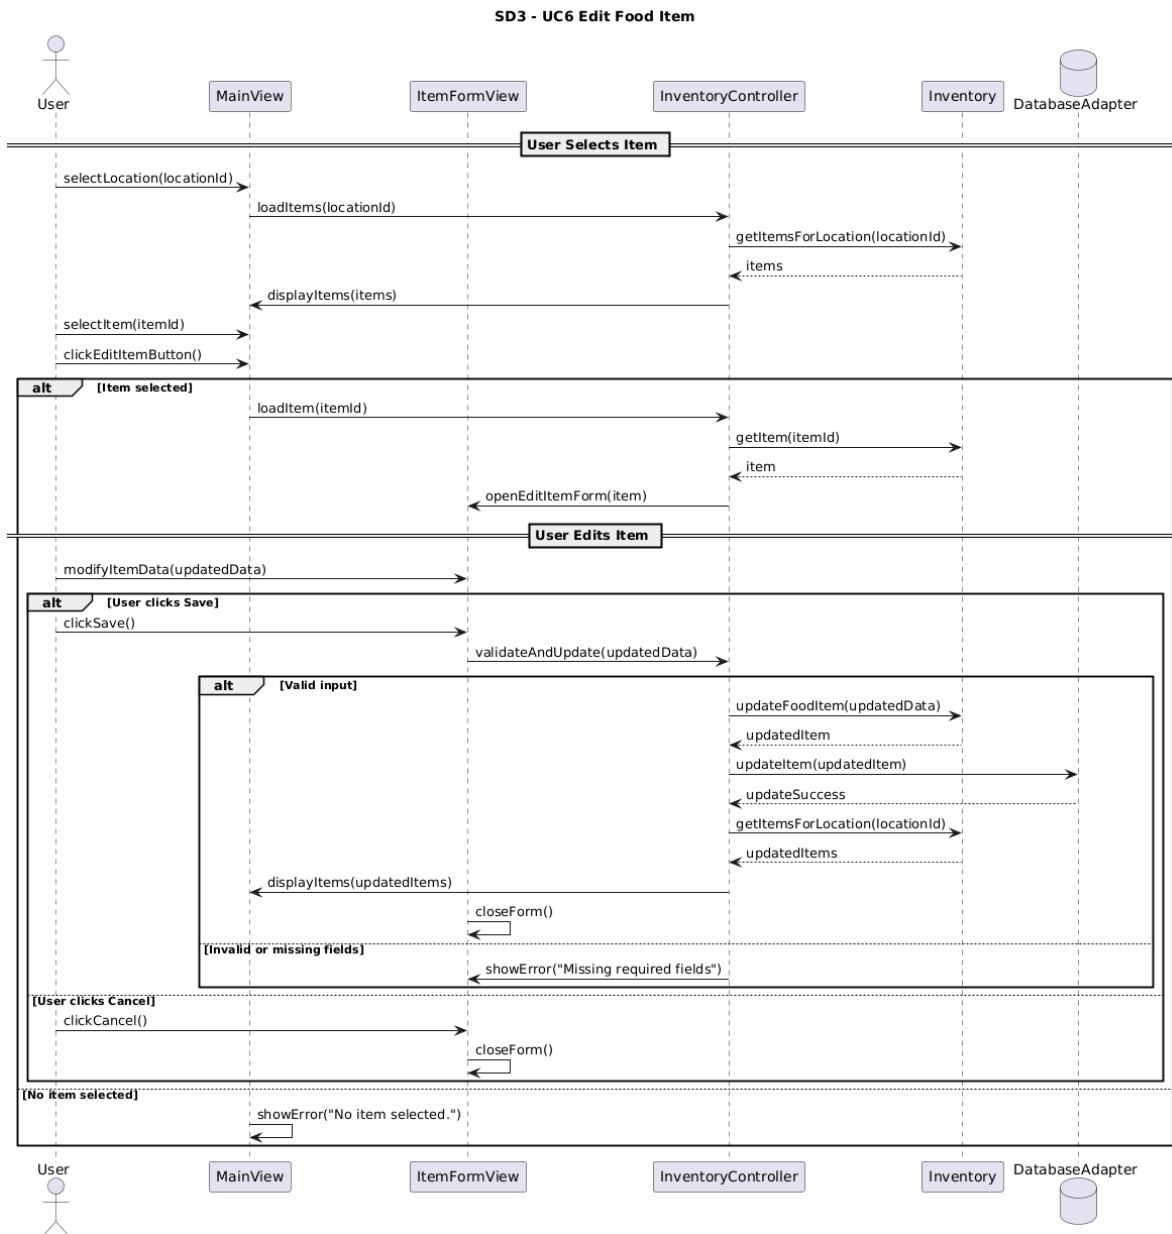 SD3 - UC6 Edit Food Item
User
MainView
ItemFormView
InventoryController
Inventory
DatabaseAdapter
User Selects Item
selectLocation(locationId)
loadItems(locationId)
getItemsForLocation(locationId)
items
displayItems(items)
selectItem(itemId)
clickEditItemButton()
alt [Item selected]
loadItem(itemId)
getItem(itemId)
item
openEditItemForm(item)
User Edits Item
modifyItemData(updatedData)
alt [User clicks Save]
clickSave()
validateAndUpdate(updatedData)
alt [Valid input]
updateFoodItem(updatedData)
updatedItem
updateItem(updatedItem)
updateSuccess
getItemsForLocation(locationId)
updatedItems
displayItems(updatedItems)
closeForm()
[Invalid or missing fields]
showError("Missing required fields")
[User clicks Cancel]
clickCancel()
closeForm()
[No item selected]
showError("No item selected.")
User
MainView
ItemFormView
InventoryController
Inventory
DatabaseAdapter